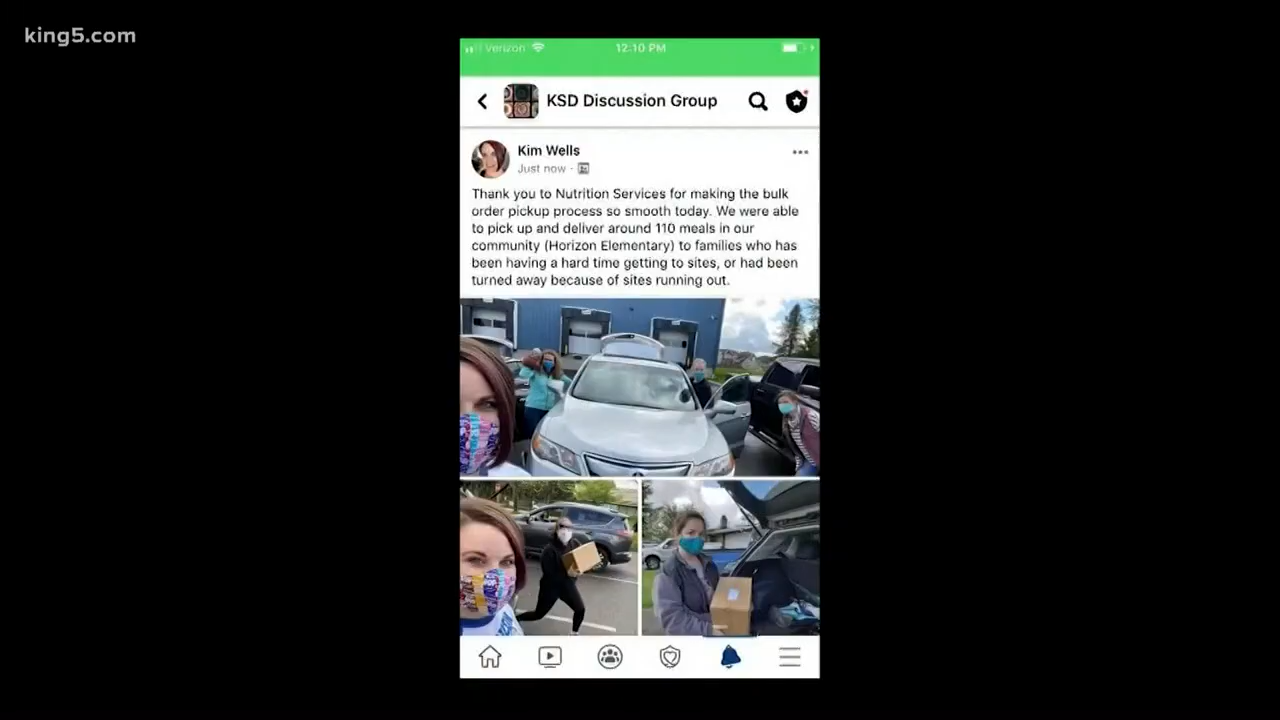 king5.com
Verizon 12:10 PM
KSD Discussion Group
Kim Wells
Just now ·
Thank you to Nutrition Services for making the bulk
order pickup process so smooth today. We were able
to pick up and deliver around 110 meals in our
community (Horizon Elementary) to families who has
been having a hard time getting to sites, or had been
turned away because of sites running out.